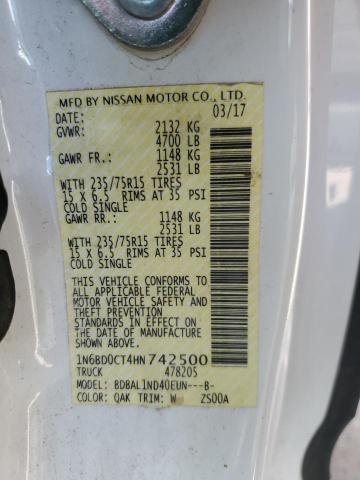 MFD BY NISSAN MOTOR CO., LTD.
DATE: 03/17
GVWR: 2132 KG
4700 LB
GAWR FR.: 1148 KG
2531 LB
WITH 235/75R15 TIRES
15 X 6.5 RIMS AT 35 PSI
COLD SINGLE
GAWR RR.: 1148 KG
2531 LB
WITH 235/75R15 TIRES
15 X 6.5 RIMS AT 35 PSI
COLD SINGLE
THIS VEHICLE CONFORMS TO
ALL APPLICABLE FEDERAL
MOTOR VEHICLE SAFETY AND
THEFT PREVENTION
STANDARDS IN EFFECT ON
THE DATE OF MANUFACTURE
SHOWN ABOVE.
1N6BD0CT4HN742500
TRUCK 478205
MODEL: BDBAL1ND40EUN---B-
COLOR: QAK TRIM: W ZS00A